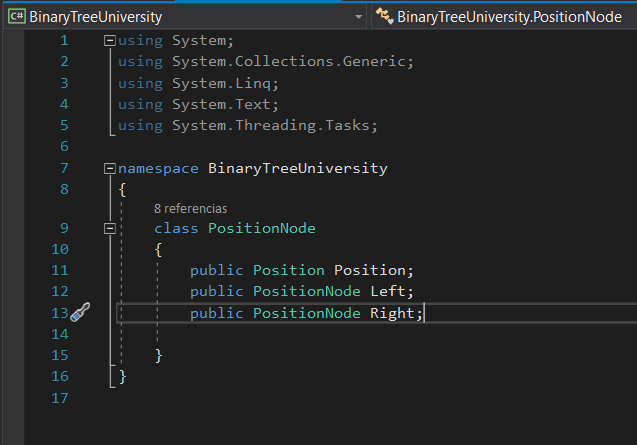 C# BinaryTreeUniversity BinaryTreeUniversity.PositionNode
1 using System;
2 using System.Collections.Generic;
3 using System.Linq;
4 using System.Text;
5 using System.Threading.Tasks;
6
7 namespace BinaryTreeUniversity
8 {
8 referencias
9 class PositionNode
10 {
11 public Position Position;
12 public PositionNode Left;
13 public PositionNode Right;
14
15 }
16 }
17